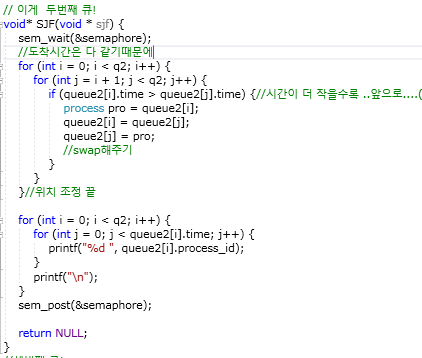 // 이게  두번째 큐!
void* SJF(void * sjf) {
    sem_wait(&semaphore);
    //도착시간은 다 같기때문에
    for (int i = 0; i < q2; i++) {
        for (int j = i + 1; j < q2; j++) {
            if (queue2[i].time > queue2[j].time) {//시간이 더 작을수록 ..앞으로....(
                process pro = queue2[i];
                queue2[i] = queue2[j];
                queue2[j] = pro;
                //swap해주기
            }
        }
    }//위치 조정 끝
    for (int i = 0; i < q2; i++) {
        for (int j = 0; j < queue2[i].time; j++) {
            printf("%d ", queue2[i].process_id);
        }
        printf("\n");
    }
    sem_post(&semaphore);
    return NULL;
}